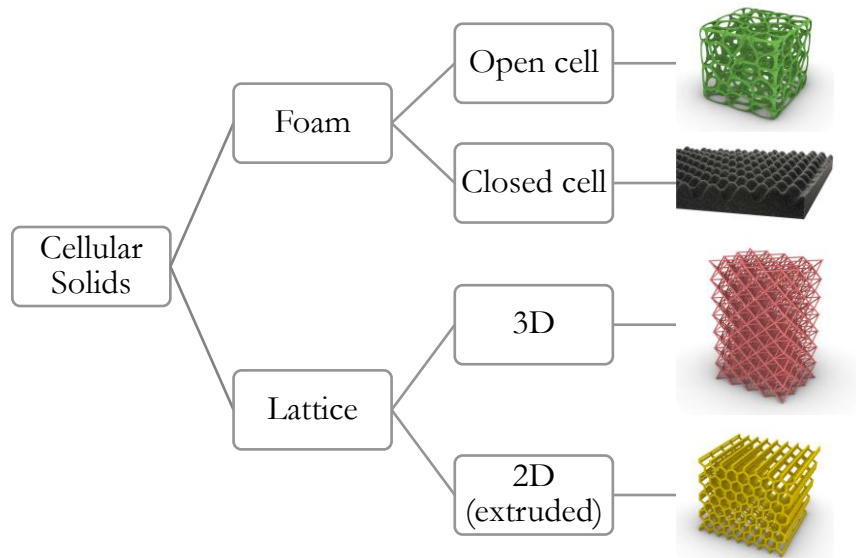 Open cell
Foam
Closed cell
Cellular
Solids
3D
Lattice
2D
(extruded)